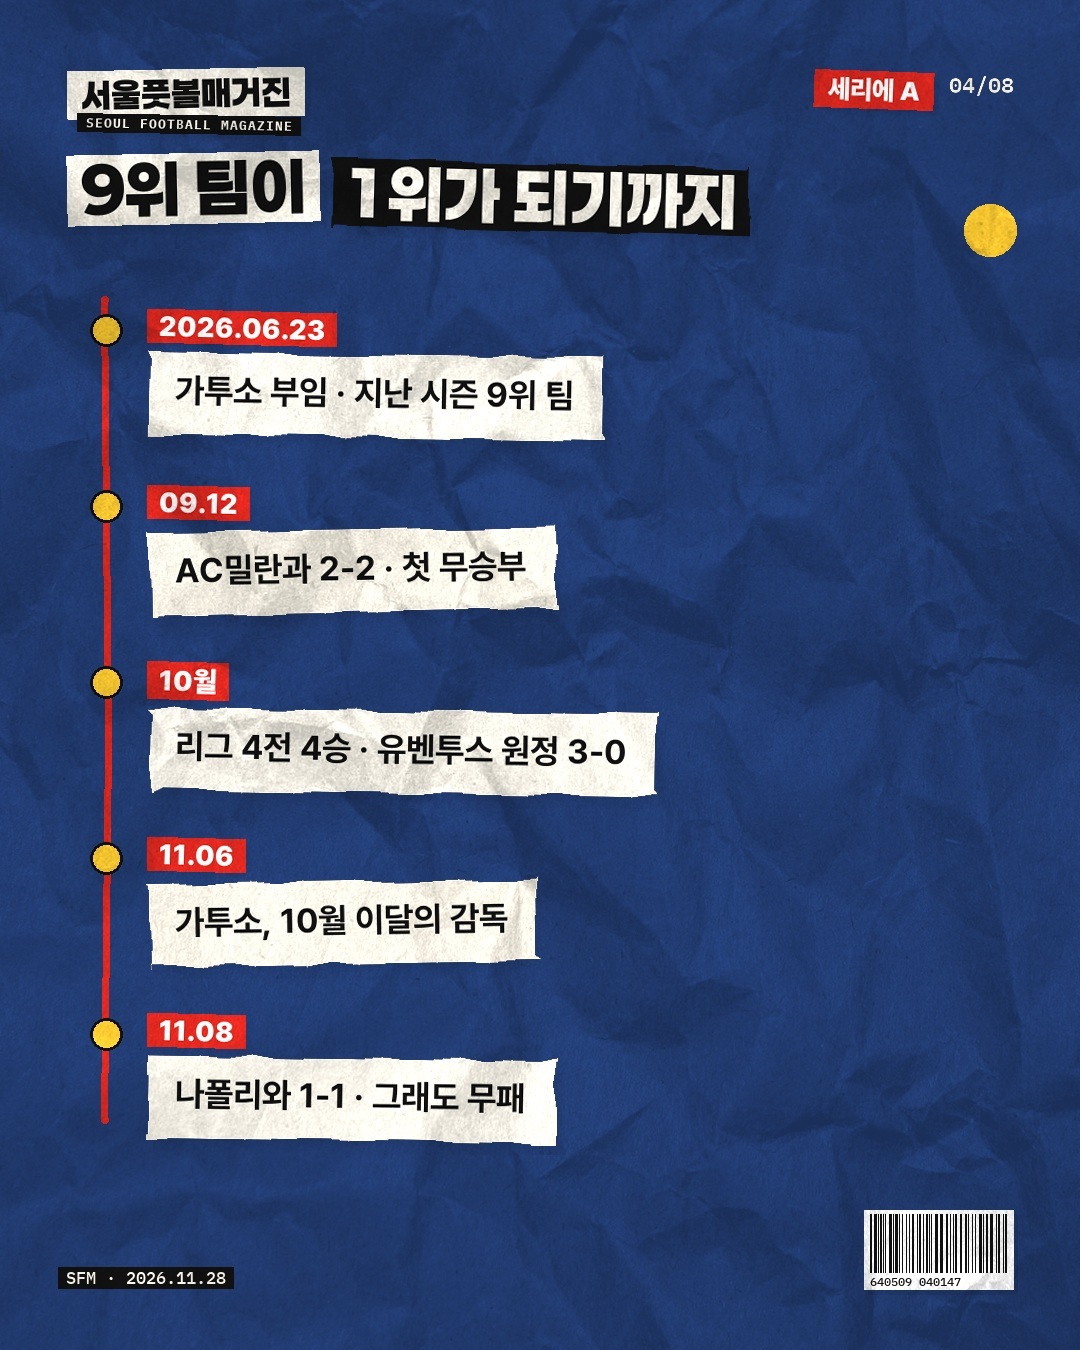 서울풋볼매거진
SEOUL FOOTBALL MAGAZINE
세리에 A 04/08
9위 팀이 1위가 되기까지
2026.06.23
가투소 부임 · 지난 시즌 9위 팀
09.12
AC밀란과 2-2 · 첫 무승부
10월
리그 4전 4승 · 유벤투스 원정 3-0
11.06
가투소, 10월 이달의 감독
11.08
나폴리와 1-1 · 그래도 무패
SFM · 2026.11.28
640509 040147